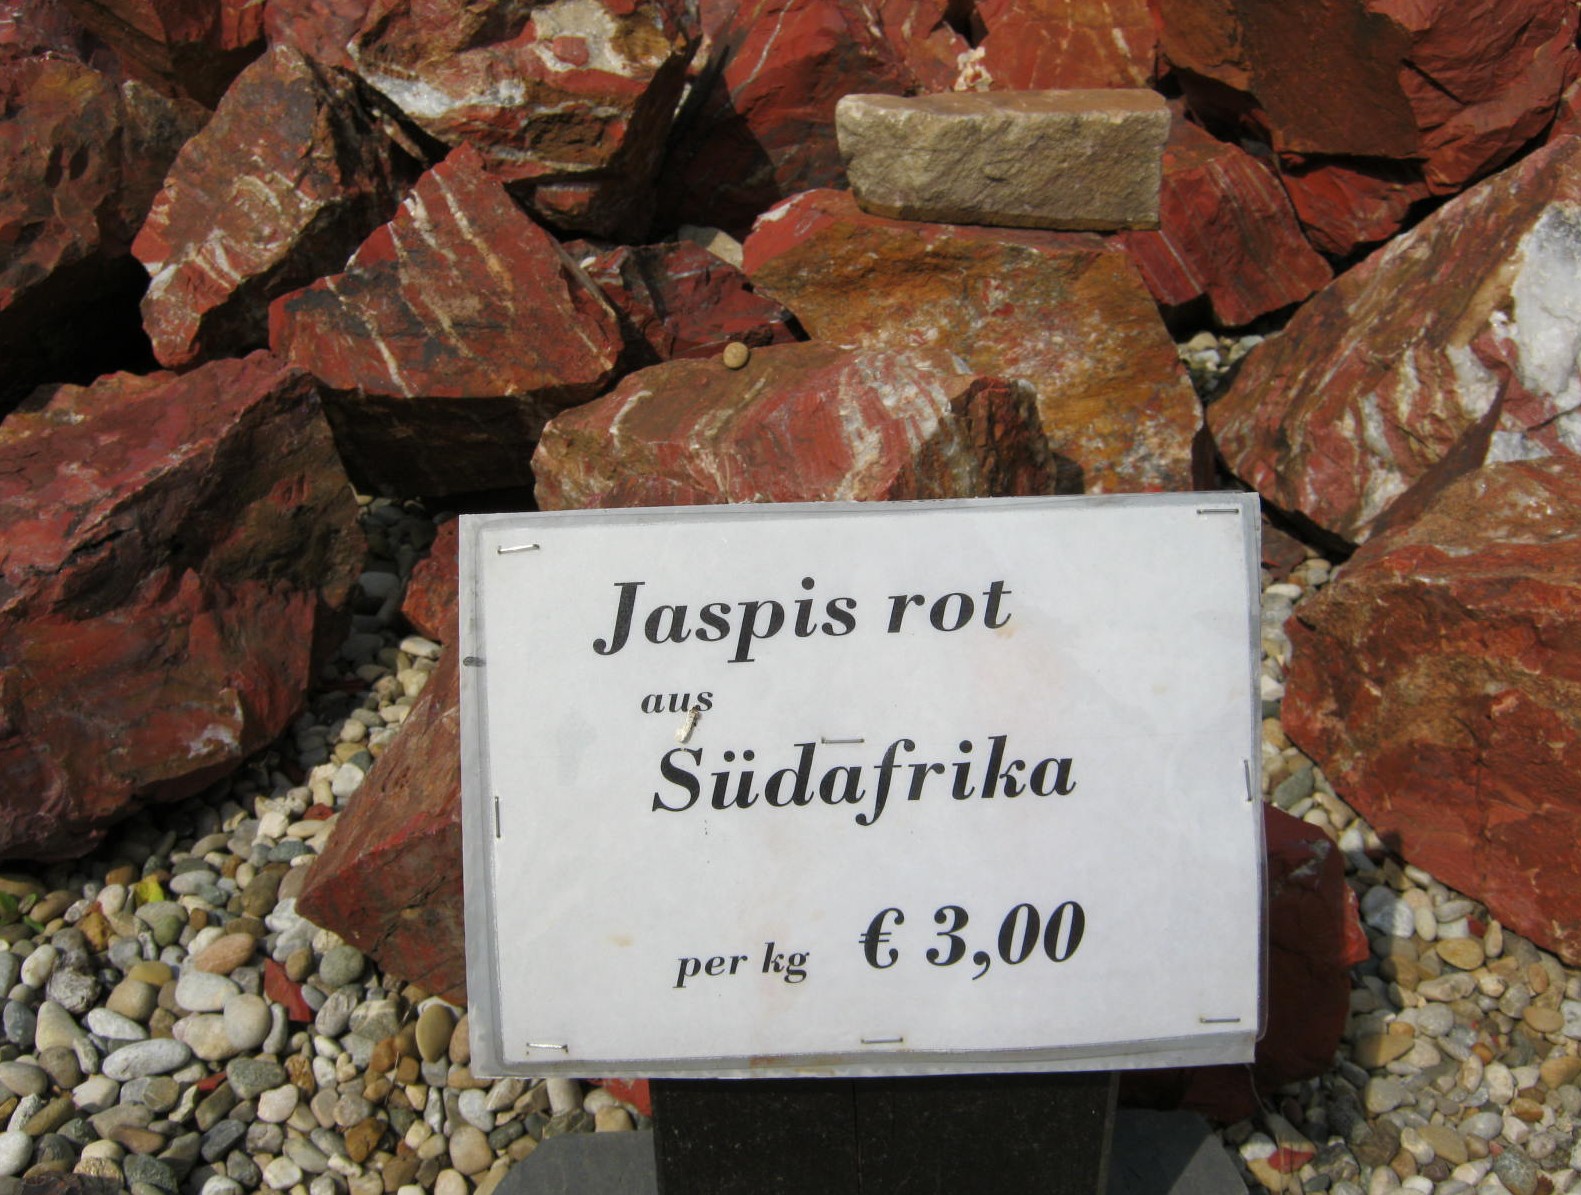 Jaspis rot
aus
Südafrika
per kg € 3,00